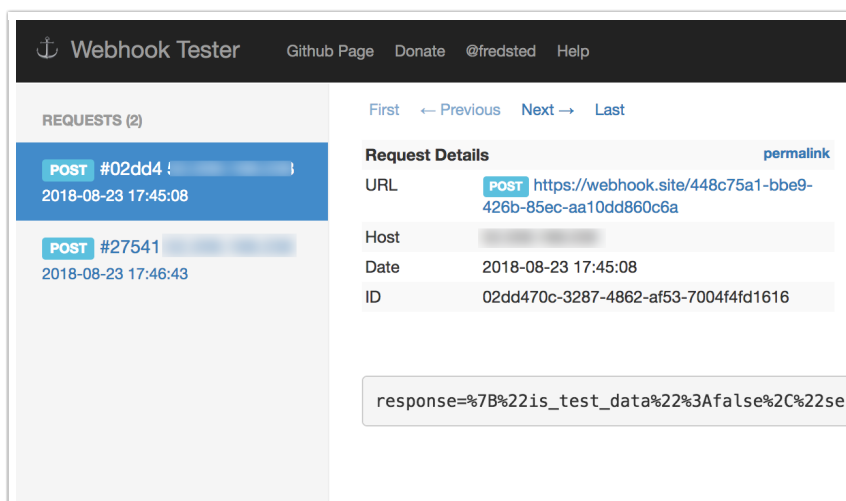 Webhook Tester Github Page Donate @fredsted Help
REQUESTS (2)
POST #02dd4
2018-08-23 17:45:08
POST #27541
2018-08-23 17:46:43
First ← Previous Next → Last
Request Details permalink
URL POST https://webhook.site/448c75a1-bbe9-
426b-85ec-aa10dd860c6a
Host
Date 2018-08-23 17:45:08
ID 02dd470c-3287-4862-af53-7004f4fd1616
response=%7B%22is_test_data%22%3Afalse%2C%22se